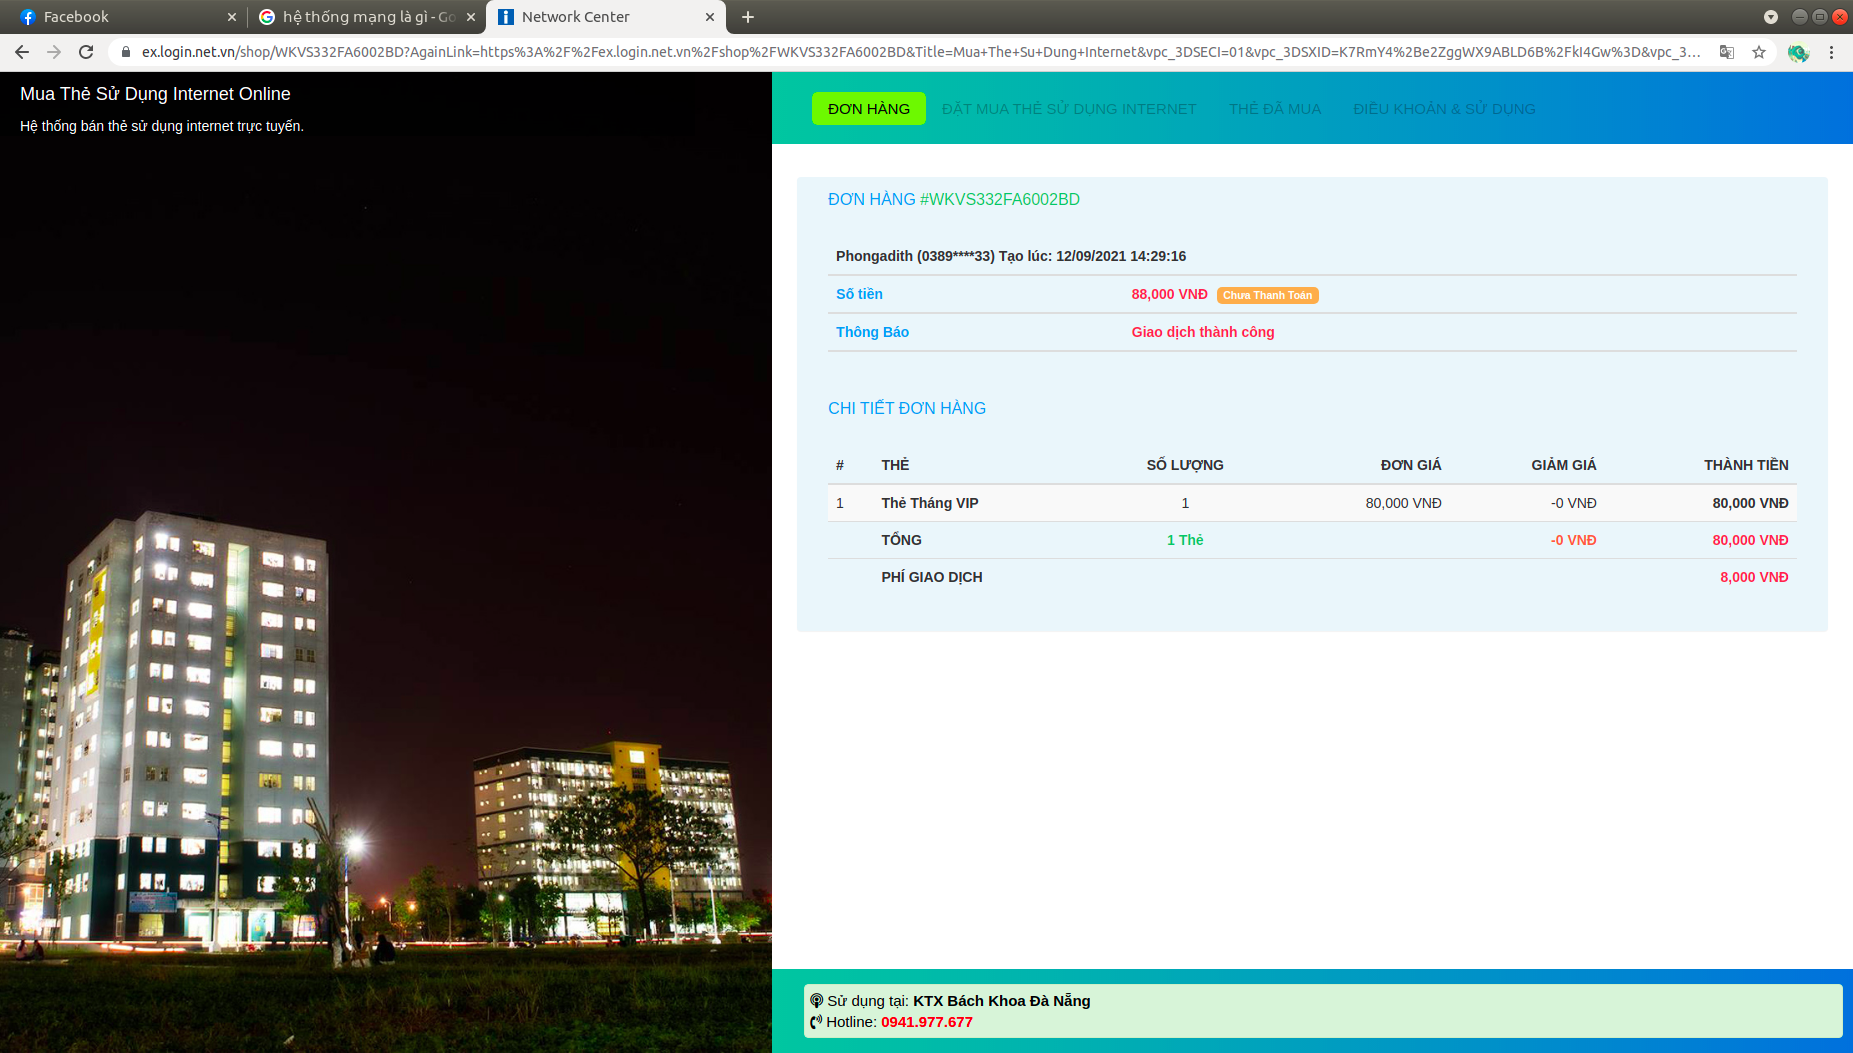 Facebook
hệ thống mạng là gì - Go
Network Center
ex.login.net.vn/shop/WKVS332FA6002BD?AgainLink=https%3A%2F%2Fex.login.net.vn%2Fshop%2FWKVS332FA6002BD&Title=Mua+The+Su+Dung+Internet&vpc_3DSECI=01&vpc_3DSXID=K7RmY4%2Be2ZggWX9ABLD6B%2FkI4Gw%3D&vpc_3...
Mua Thẻ Sử Dụng Internet Online
Hệ thống bán thẻ sử dụng internet trực tuyến.
ĐƠN HÀNG ĐẶT MUA THẺ SỬ DỤNG INTERNET THẺ ĐÃ MUA ĐIỀU KHOẢN & SỬ DỤNG
ĐƠN HÀNG #WKVS332FA6002BD
Phongadith (0389****33) Tạo lúc: 12/09/2021 14:29:16
Số tiền 88,000 VNĐ Chưa Thanh Toán
Thông Báo Giao dịch thành công
CHI TIẾT ĐƠN HÀNG
# THẺ SỐ LƯỢNG ĐƠN GIÁ GIẢM GIÁ THÀNH TIỀN
1 Thẻ Tháng VIP 1 80,000 VNĐ -0 VNĐ 80,000 VNĐ
TỔNG 1 Thẻ -0 VNĐ 80,000 VNĐ
PHÍ GIAO DỊCH 8,000 VNĐ
Sử dụng tại: KTX Bách Khoa Đà Nẵng
Hotline: 0941.977.677